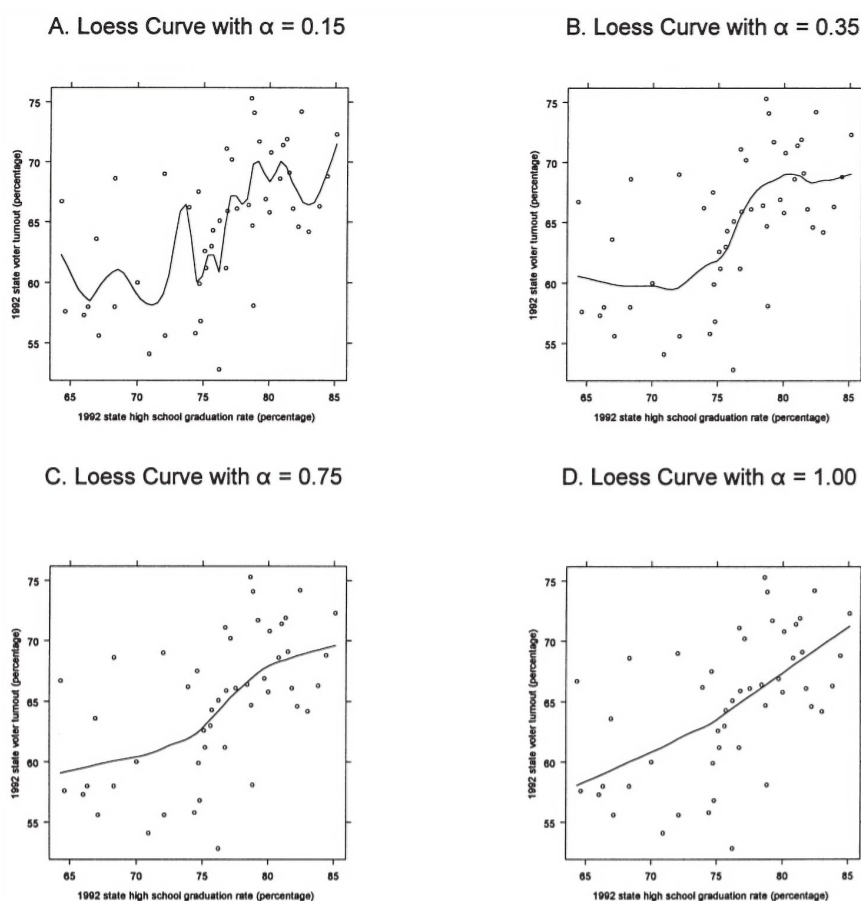 A. Loess Curve with α = 0.15
B. Loess Curve with α = 0.35
75
70
65
60
55
1992 state voter turnout (percentage)
65 70 75 80 85
1992 state high school graduation rate (percentage)
75
70
65
60
55
1992 state voter turnout (percentage)
65 70 75 80 85
1992 state high school graduation rate (percentage)
C. Loess Curve with α = 0.75
D. Loess Curve with α = 1.00
75
70
65
60
55
1992 state voter turnout (percentage)
65 70 75 80 85
1992 state high school graduation rate (percentage)
75
70
65
60
55
1992 state voter turnout (percentage)
65 70 75 80 85
1992 state high school graduation rate (percentage)